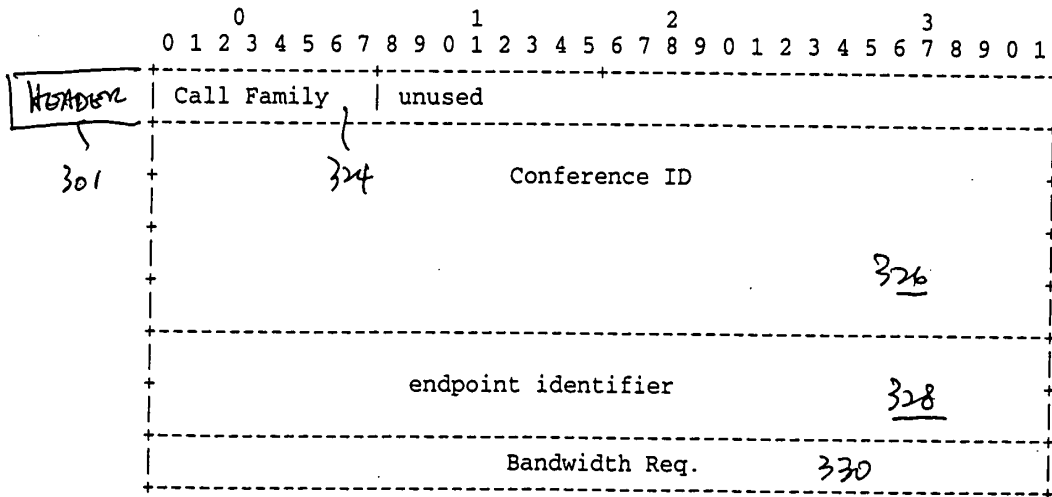 0 1 2 3
0 1 2 3 4 5 6 7 8 9 0 1 2 3 4 5 6 7 8 9 0 1 2 3 4 5 6 7 8 9 0 1
HEADER Call Family unused
301 324 Conference ID
326
endpoint identifier 328
Bandwidth Req. 330